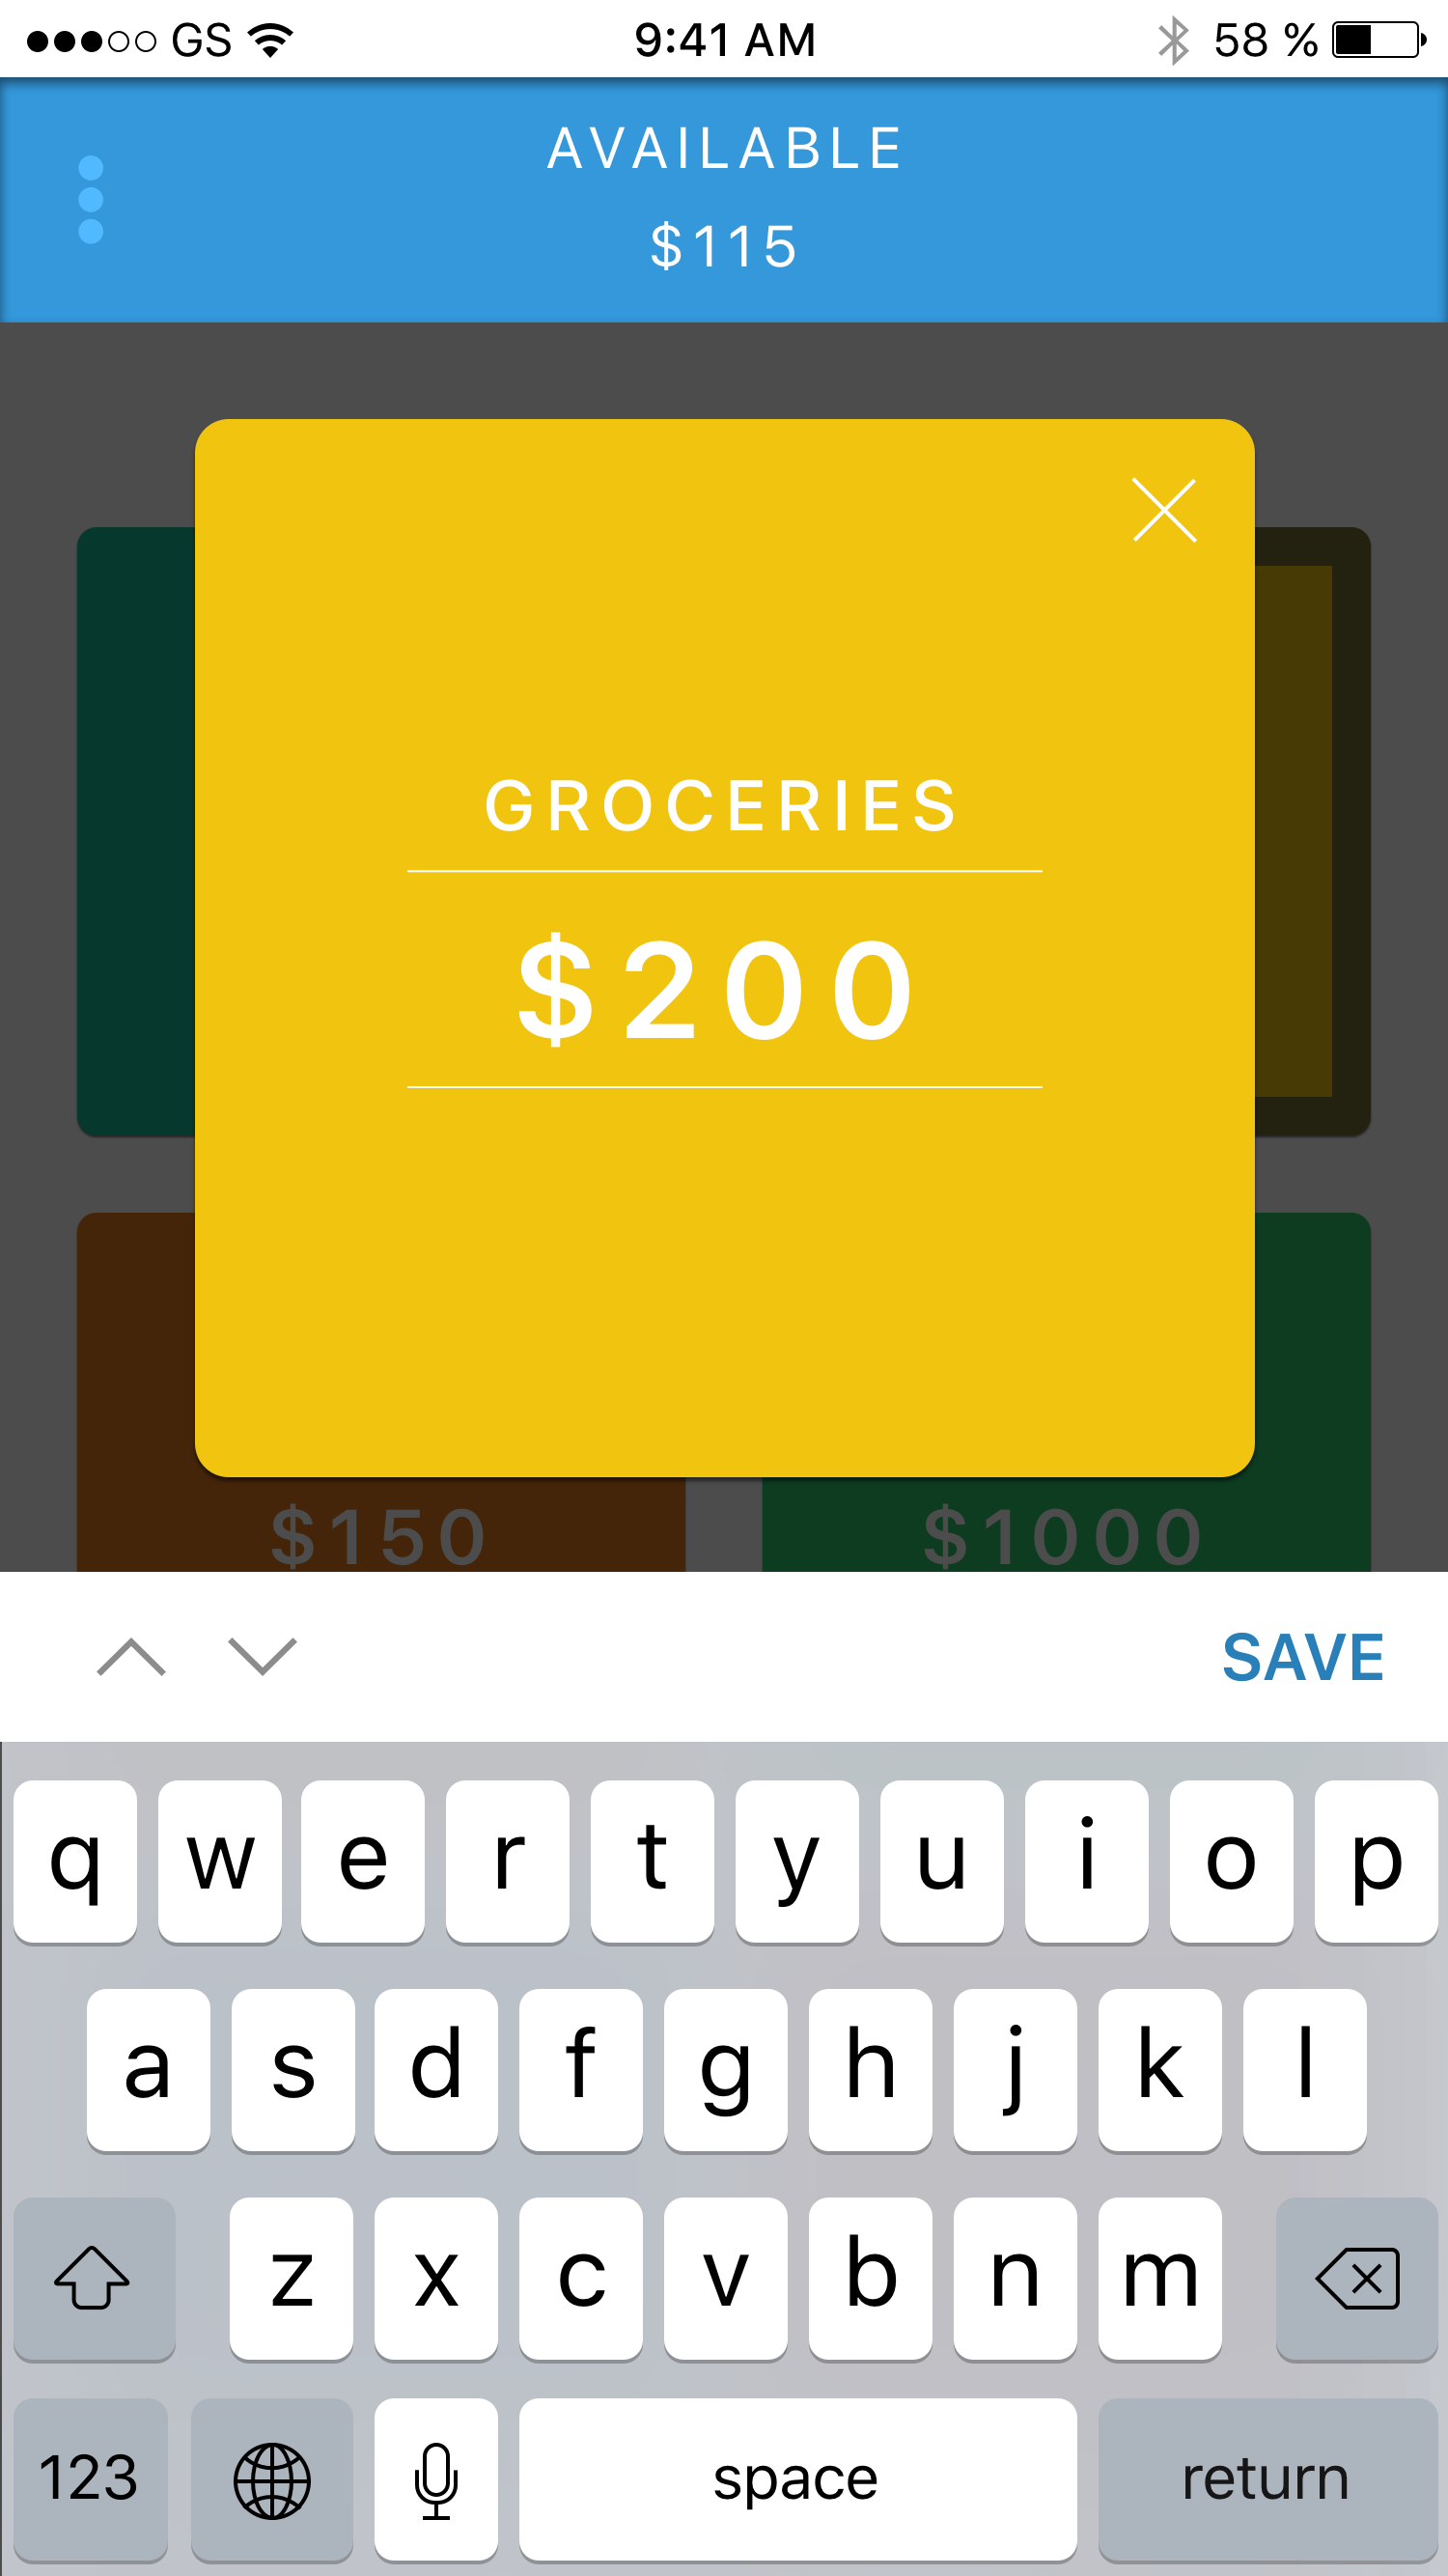 GS 9:41 AM 58 %
AVAILABLE
$115
GROCERIES
$200
$150 $1000
SAVE
q w e r t y u i o p
a s d f g h j k l
z x c v b n m
123 space return